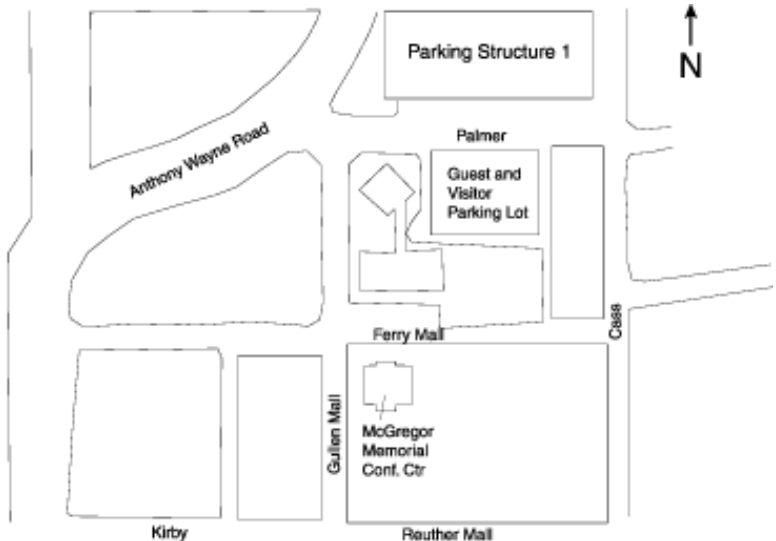 Parking Structure 1
N
Palmer
Anthony Wayne Road
Guest and
Visitor
Parking Lot
Cass
Ferry Mall
Gullen Mall
McGregor
Memorial
Conf. Ctr
Kirby
Reuther Mall